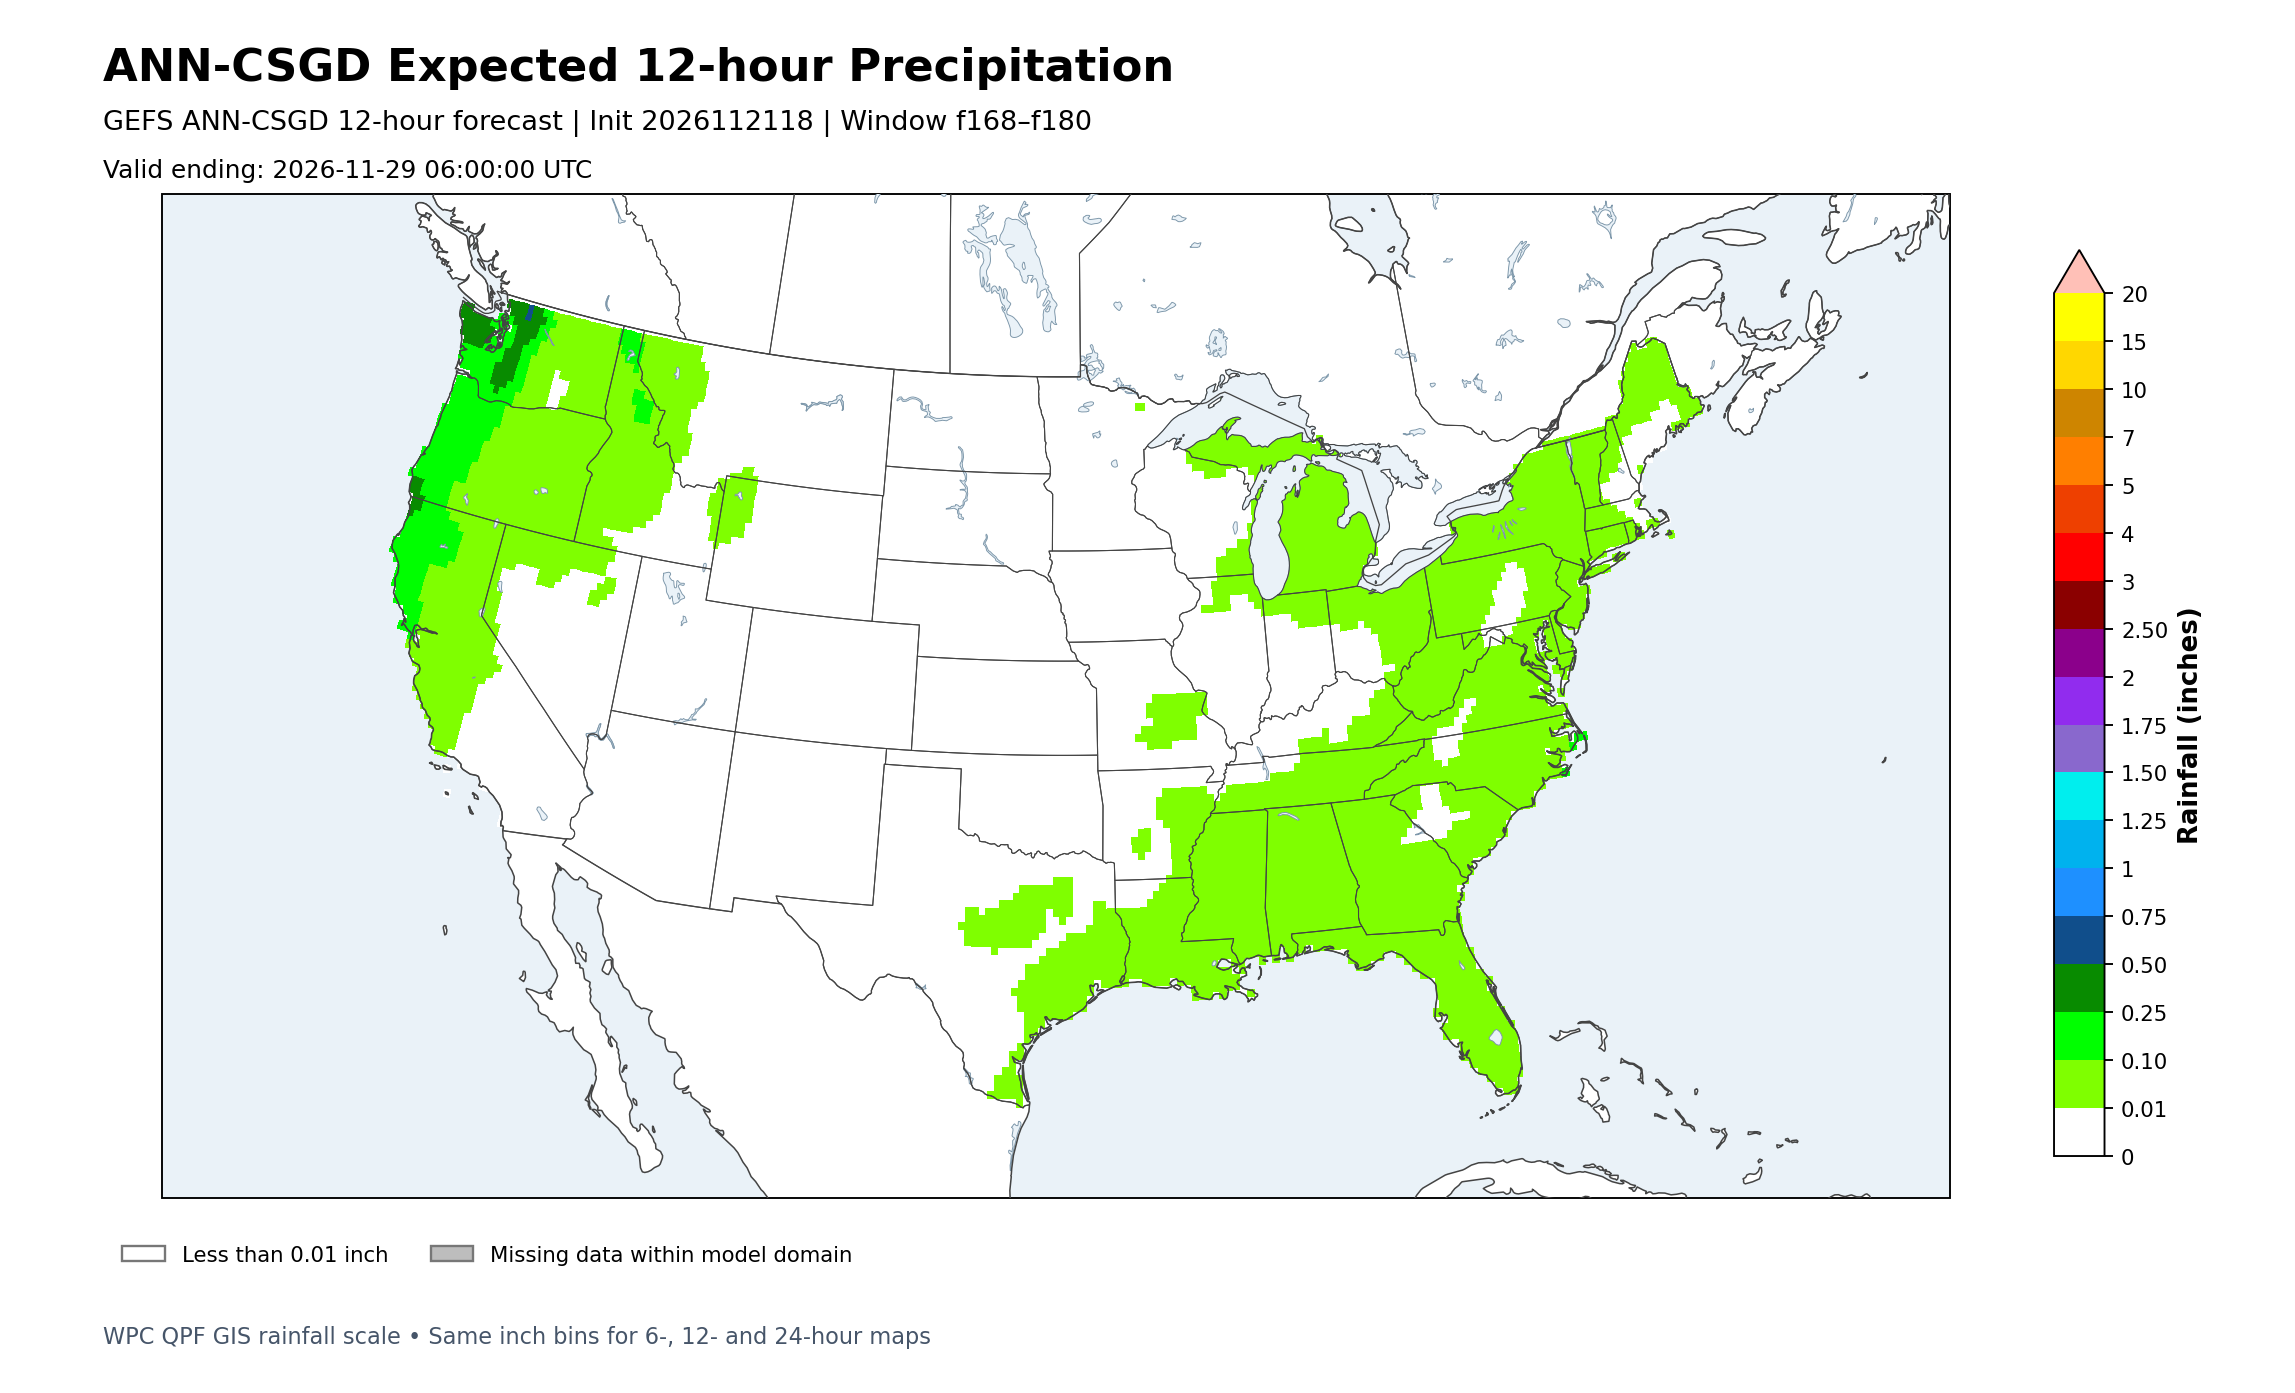 ANN-CSGD Expected 12-hour Precipitation
GEFS ANN-CSGD 12-hour forecast | Init 2026112118 | Window f168–f180
Valid ending: 2026-11-29 06:00:00 UTC
20
15
10
7
5
4
3
2.50
2
1.75
1.50
1.25
1
0.75
0.50
0.25
0.10
0.01
0
Rainfall (inches)
Less than 0.01 inch
Missing data within model domain
WPC QPF GIS rainfall scale • Same inch bins for 6-, 12- and 24-hour maps